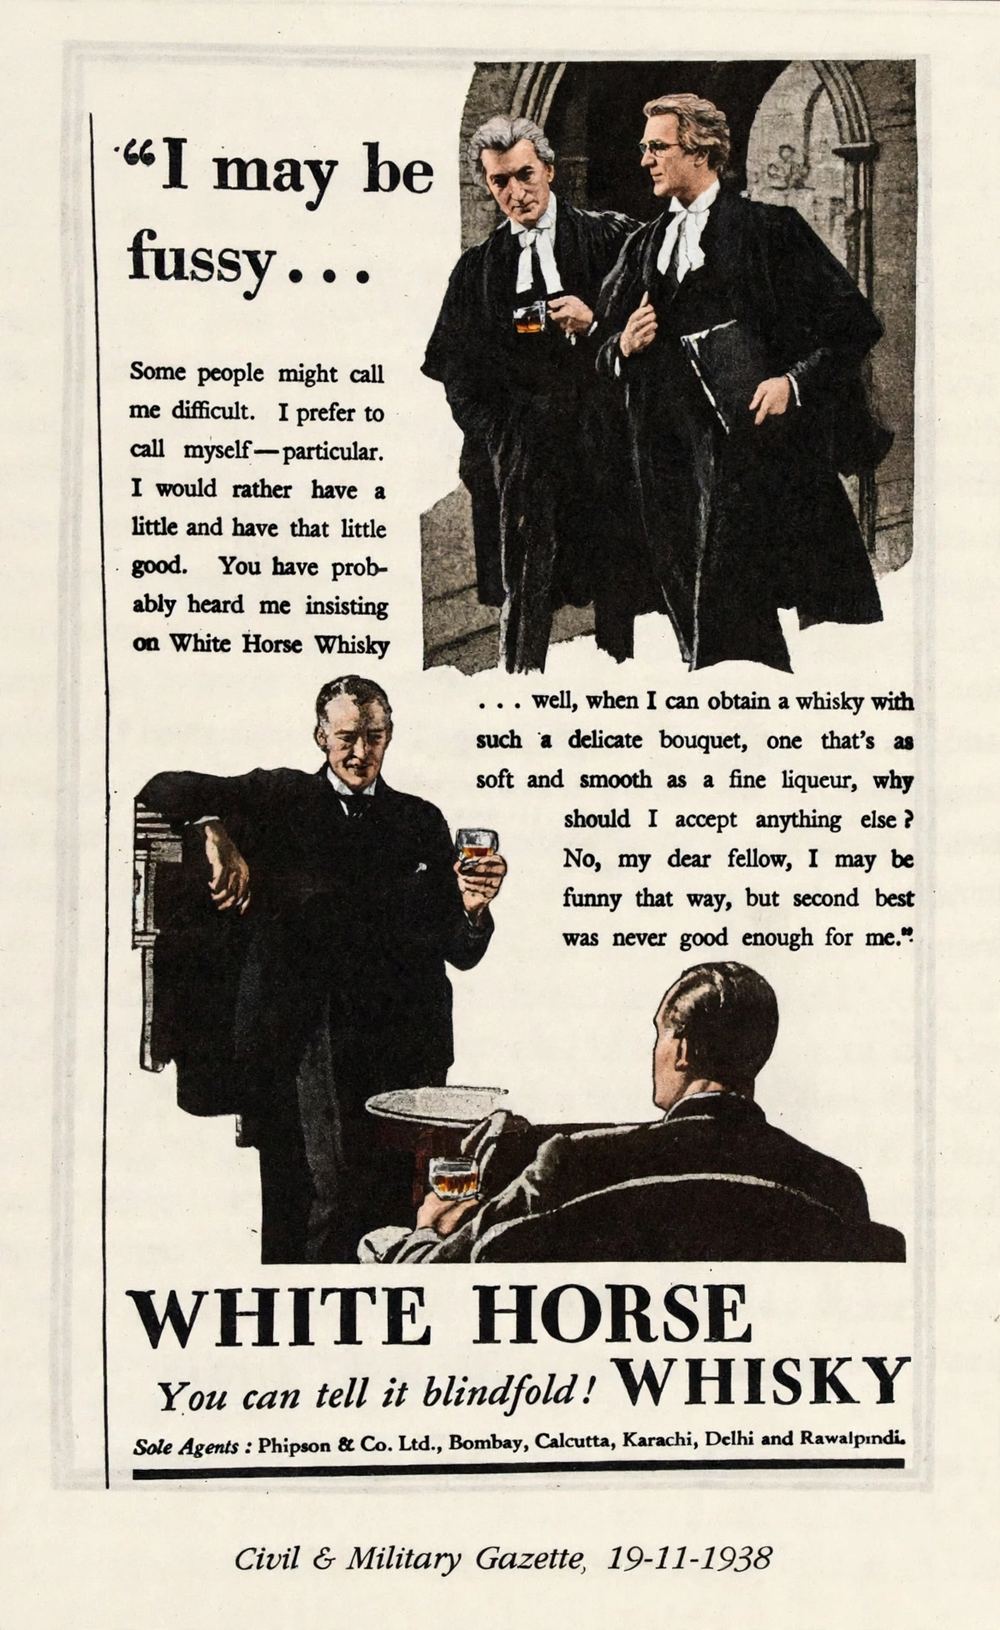 “I may be
fussy...
Some people might call
me difficult. I prefer to
call myself—particular.
I would rather have a
little and have that little
good. You have prob-
ably heard me insisting
on White Horse Whisky
. . . well, when I can obtain a whisky with
such a delicate bouquet, one that's as
soft and smooth as a fine liqueur, why
should I accept anything else?
No, my dear fellow, I may be
funny that way, but second best
was never good enough for me.”
WHITE HORSE
You can tell it blindfold! WHISKY
Sole Agents : Phipson & Co. Ltd., Bombay, Calcutta, Karachi, Delhi and Rawalpindi.
Civil & Military Gazette, 19-11-1938